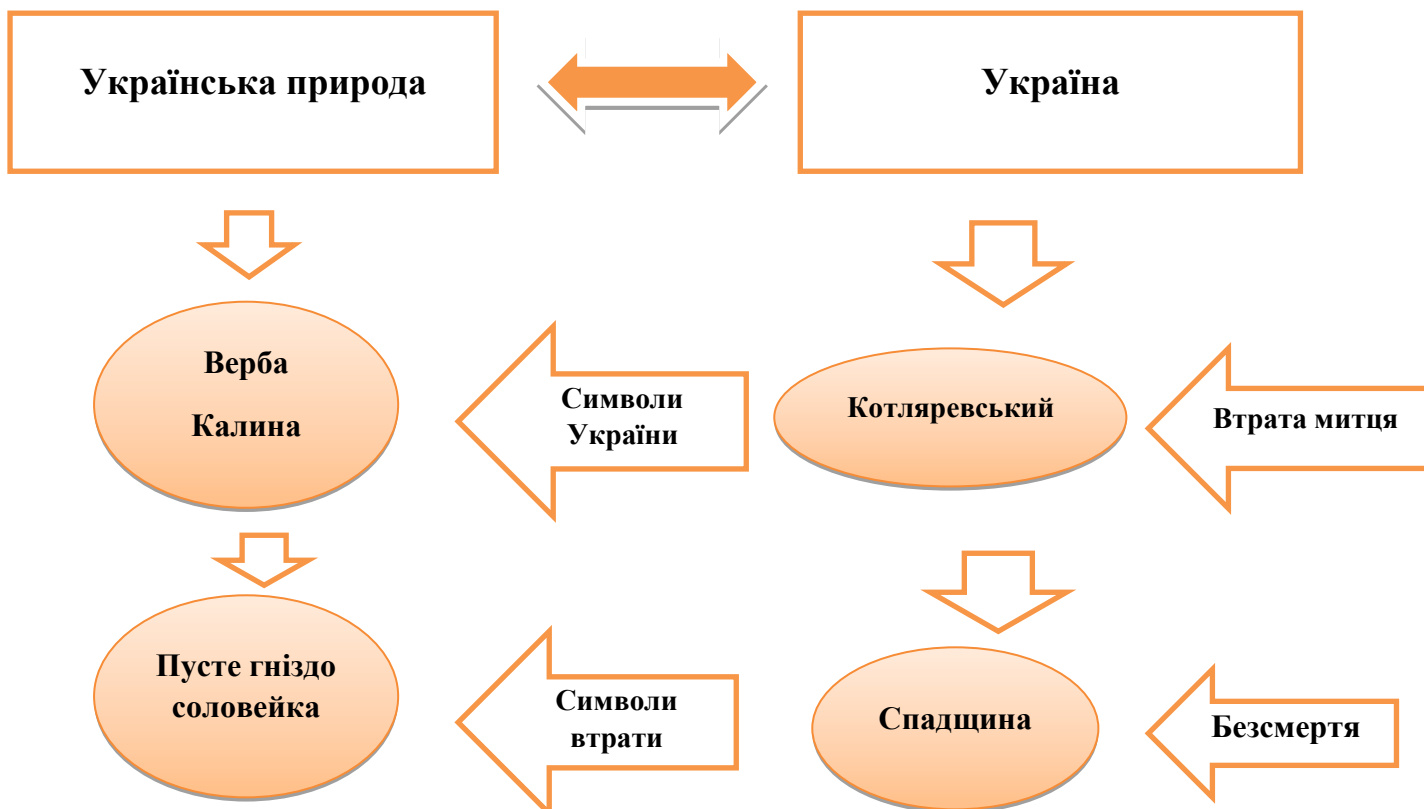 Українська природа
Україна
Верба
Калина
Символи
України
Котляревський
Втрата митця
Пусте гніздо
соловейка
Символи
втрати
Спадщина
Безсмертя